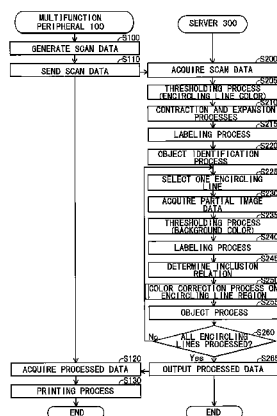 MULTIFUNCTION
PERIPHERAL 100
S100
GENERATE SCAN DATA
S110
SEND SCAN DATA
S120
ACQUIRE PROCESSED DATA
S130
PRINTING PROCESS
END
SERVER 300
S200
ACQUIRE SCAN DATA
S205
THRESHOLDING PROCESS
(ENCIRCLING LINE COLOR)
S210
CONTRACTION AND EXPANSION
PROCESSES
S215
LABELING PROCESS
S220
OBJECT IDENTIFICATION
PROCESS
S225
SELECT ONE ENCIRCLING
LINE
S230
ACQUIRE PARTIAL IMAGE
DATA
S235
THRESHOLDING PROCESS
(BACKGROUND COLOR)
S240
LABELING PROCESS
S245
DETERMINE INCLUSION
RELATION
S250
COLOR CORRECTION PROCESS ON
ENCIRCLING LINE REGION
S255
OBJECT PROCESS
S260
No
ALL ENCIRCLING
LINES PROCESSED?
Yes
S265
OUTPUT PROCESSED DATA
END